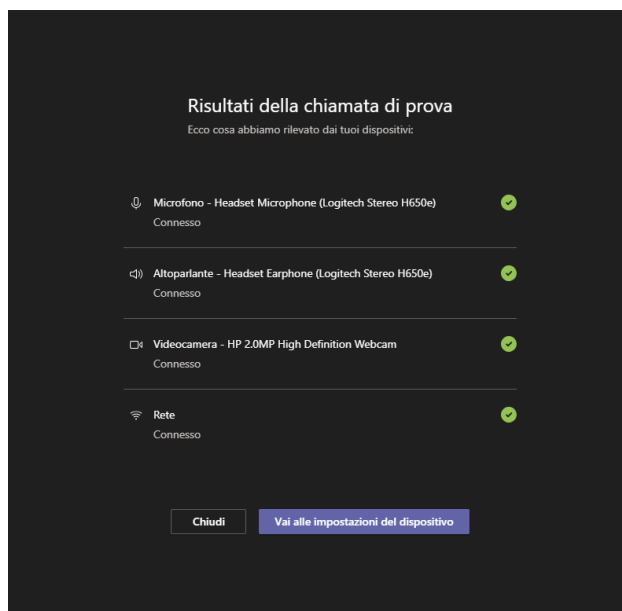 Risultati della chiamata di prova
Ecco cosa abbiamo rilevato dai tuoi dispositivi:
Microfono - Headset Microphone (Logitech Stereo H650e)
Connesso
Altoparlante - Headset Earphone (Logitech Stereo H650e)
Connesso
Videocamera - HP 2.0MP High Definition Webcam
Connesso
Rete
Connesso
Chiudi
Vai alle impostazioni del dispositivo